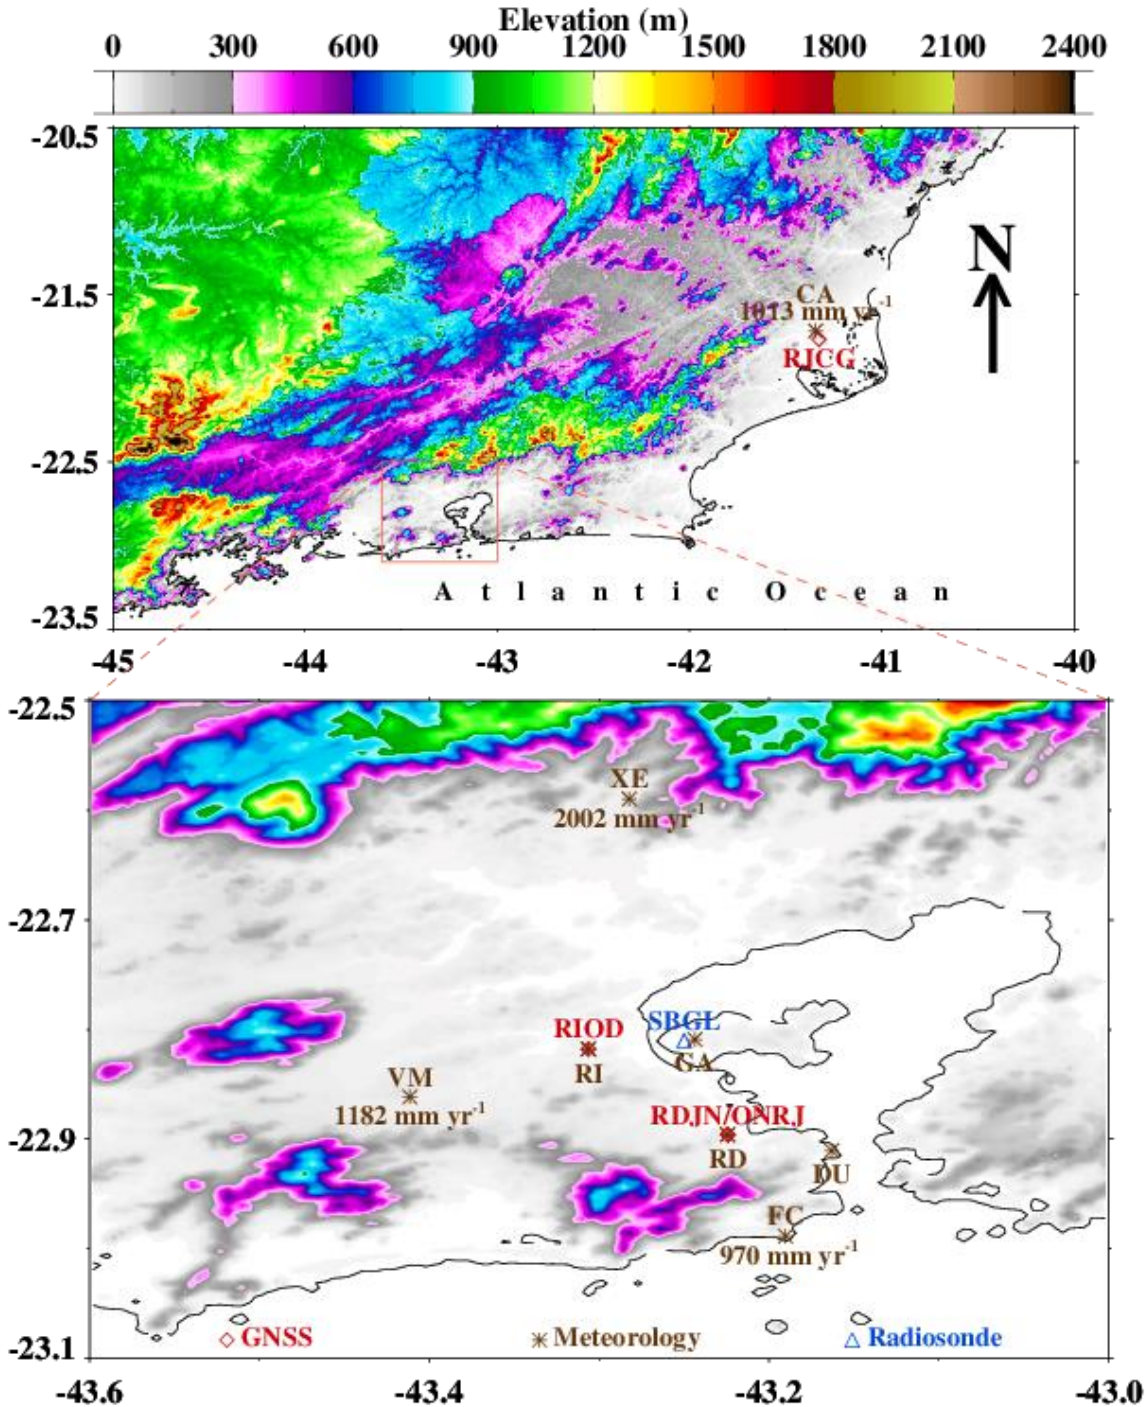 Elevation (m)
0 300 600 900 1200 1500 1800 2100 2400
-20.5
N
-21.5
CA
1013 mm yr-1
RJCG
-22.5
Atlantic Ocean
-23.5
-45 -44 -43 -42 -41 -40
-22.5
XE
2002 mm yr-1
-22.7
SBGL
RIOD
GA
RI
VM
1182 mm yr-1
RDJN/ONRJ
-22.9
RD
DU
FC
970 mm yr-1
GNSS Meteorology Radiosonde
-23.1
-43.6 -43.4 -43.2 -43.0